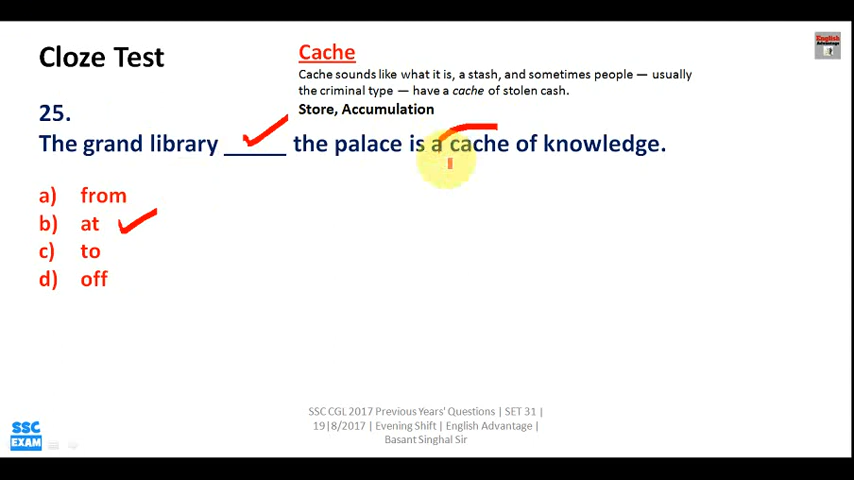 Cloze Test
Cache
Cache sounds like what it is, a stash, and sometimes people — usually
the criminal type — have a cache of stolen cash.
Store, Accumulation
25.
The grand library _____ the palace is a cache of knowledge.
a) from
b) at
c) to
d) off
SSC CGL 2017 Previous Years' Questions | SET 31 |
19|8/2017 | Evening Shift | English Advantage |
Basant Singhal Sir
SSC
EXAM
English
Advantage